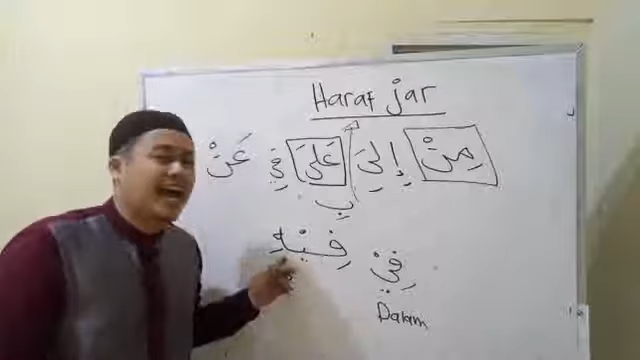 Haraf jar
مِنْ إِلَىَ عَلَىَ فِيْ عَنْ
بِ
فِيْهِ
فِيْ
Dalam